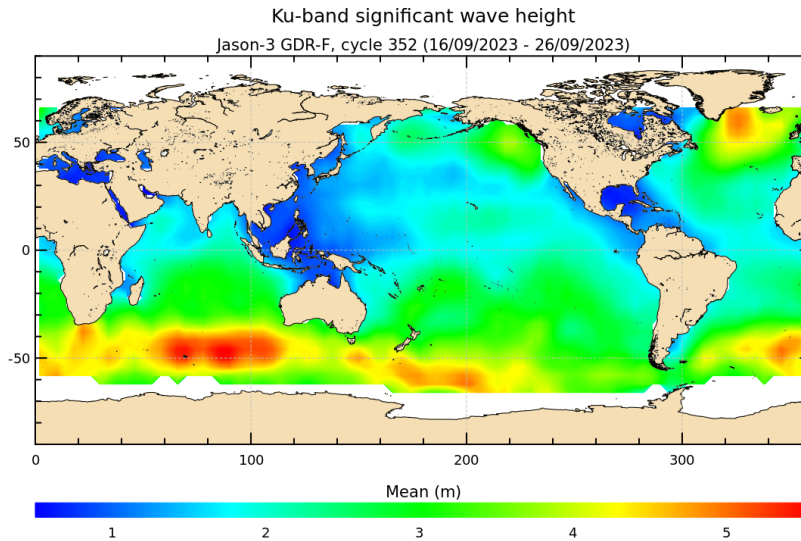 Ku-band significant wave height
Jason-3 GDR-F, cycle 352 (16/09/2023 - 26/09/2023)
50
0
-50
0 100 200 300
Mean (m)
1 2 3 4 5